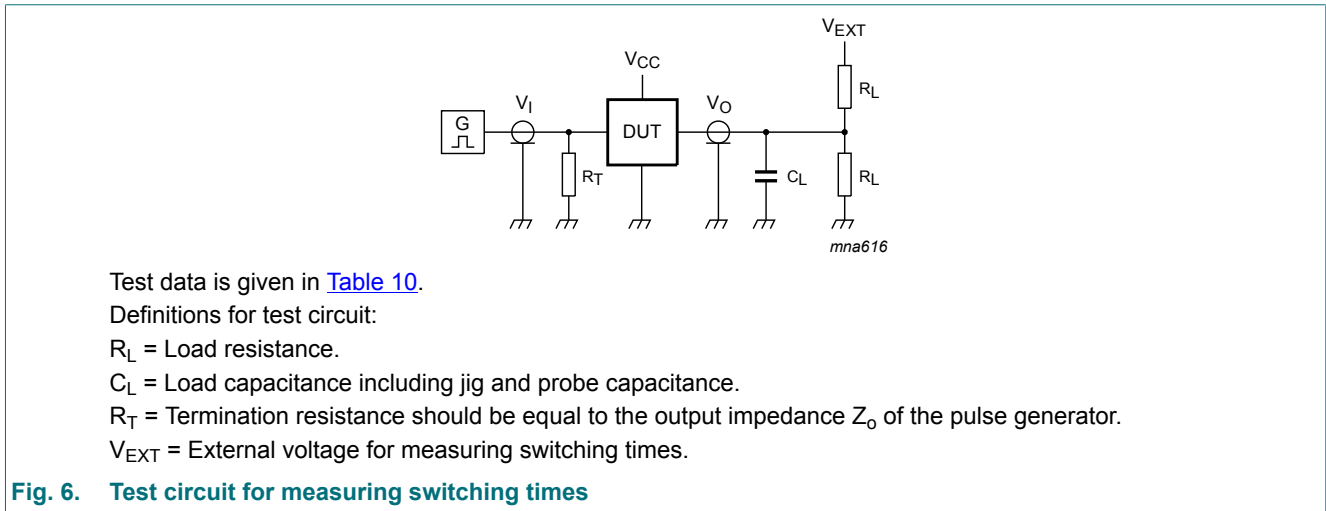 VEXT
VCC
RL
VI
VO
G
DUT
RT
CL
RL
mna616
Test data is given in Table 10.
Definitions for test circuit:
RL = Load resistance.
CL = Load capacitance including jig and probe capacitance.
RT = Termination resistance should be equal to the output impedance Zo of the pulse generator.
VEXT = External voltage for measuring switching times.
Fig. 6. Test circuit for measuring switching times